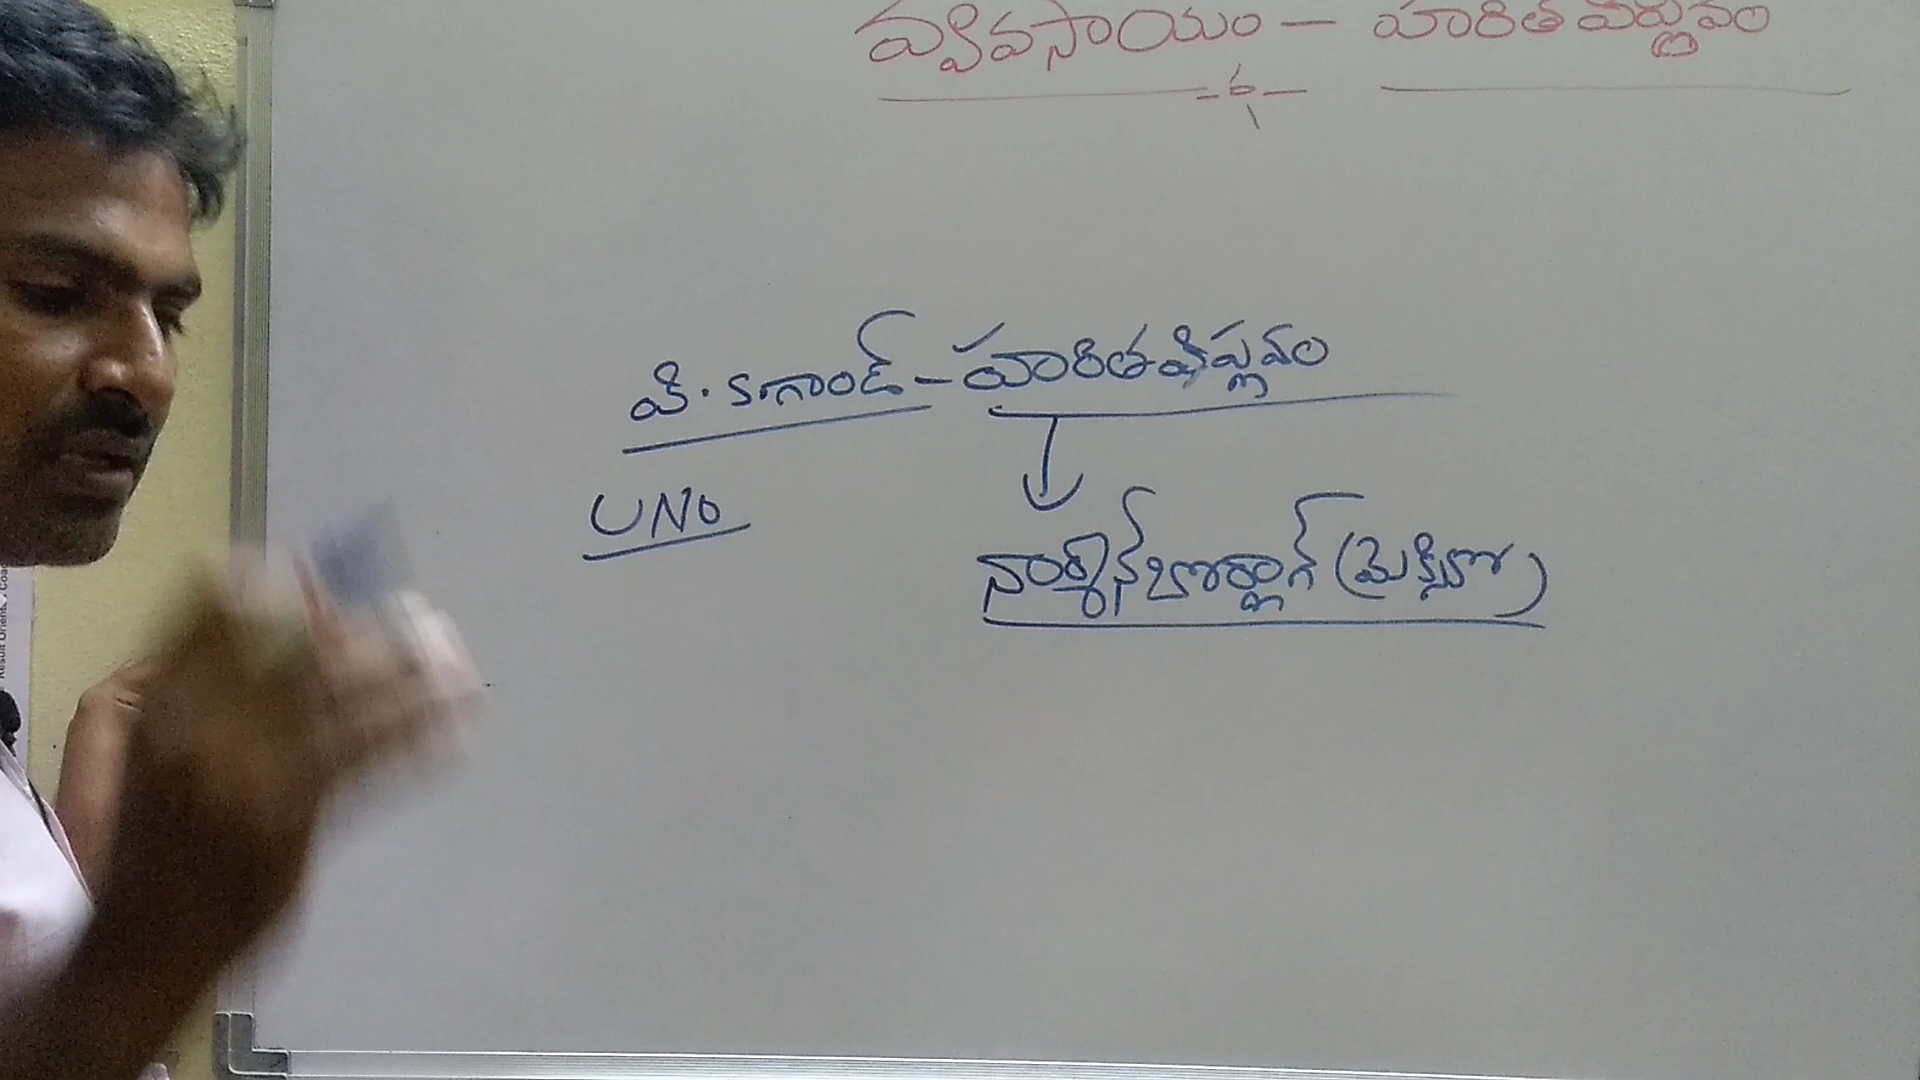 వ్యవసాయం - హరిత విప్లవం
వి.S.గాండ్ - హరిత విప్లవం
UNO
నార్మన్ బోర్లాగ్ (మెక్సికో)